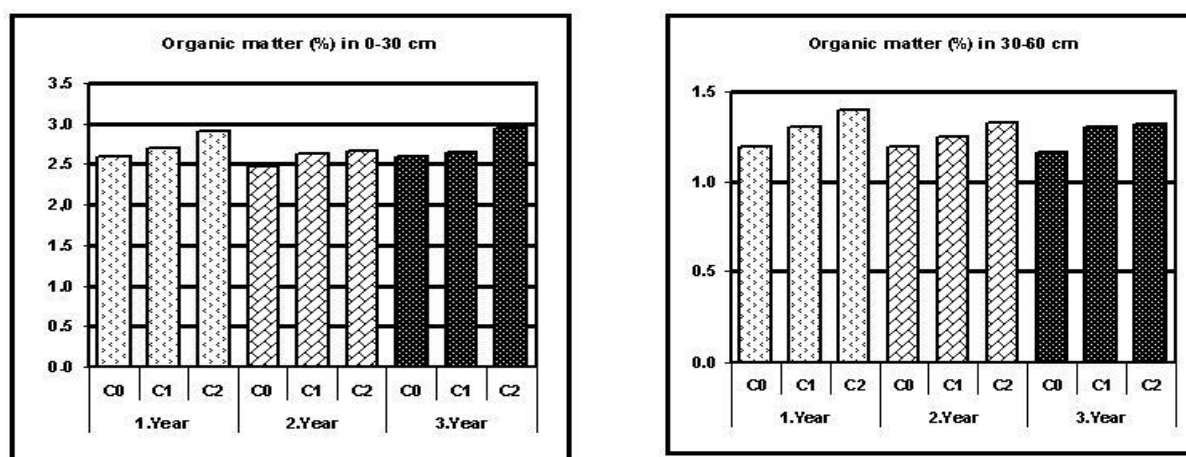 Organic matter (%) in 0-30 cm
3.5
3.0
2.5
2.0
1.5
1.0
0.5
0.0
C0 C1 C2 C0 C1 C2 C0 C1 C2
1.Year 2.Year 3.Year
Organic matter (%) in 30-60 cm
1.5
1.0
0.5
0.0
C0 C1 C2 C0 C1 C2 C0 C1 C2
1.Year 2.Year 3.Year